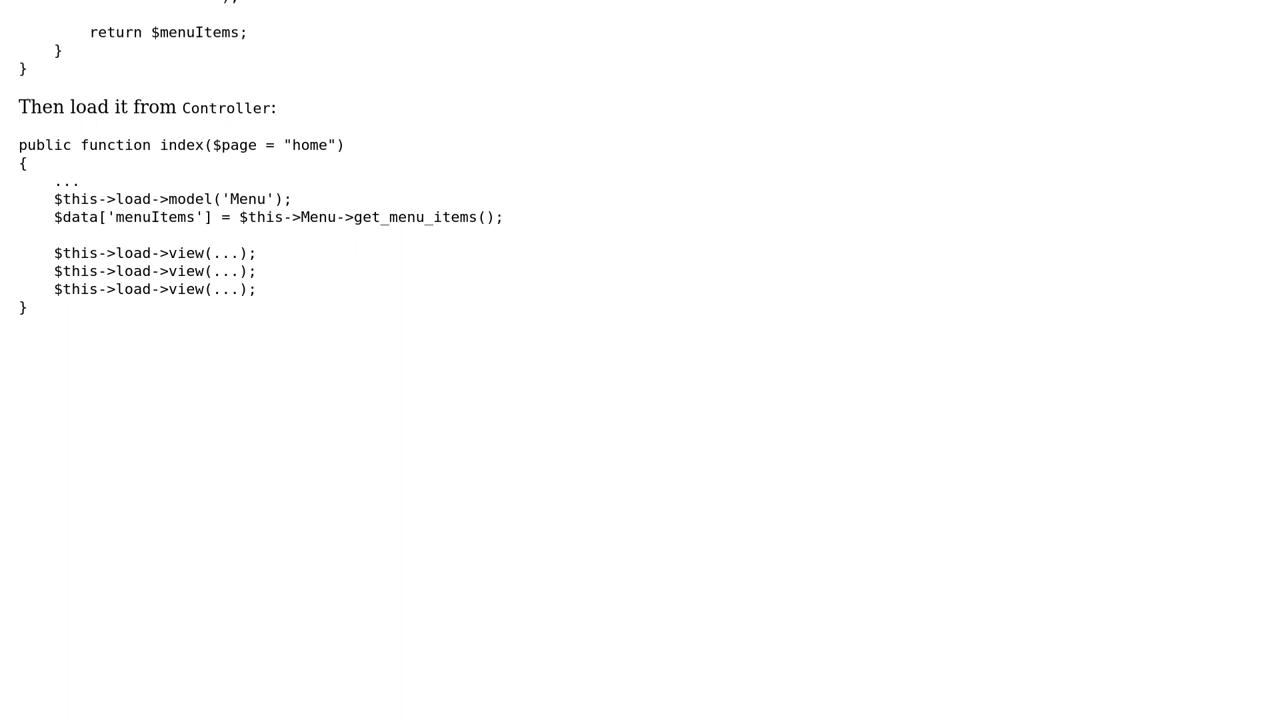 return $menuItems;
}
}
Then load it from Controller:
public function index($page = "home")
{
...
$this->load->model('Menu');
$data['menuItems'] = $this->Menu->get_menu_items();
$this->load->view(...);
$this->load->view(...);
$this->load->view(...);
}